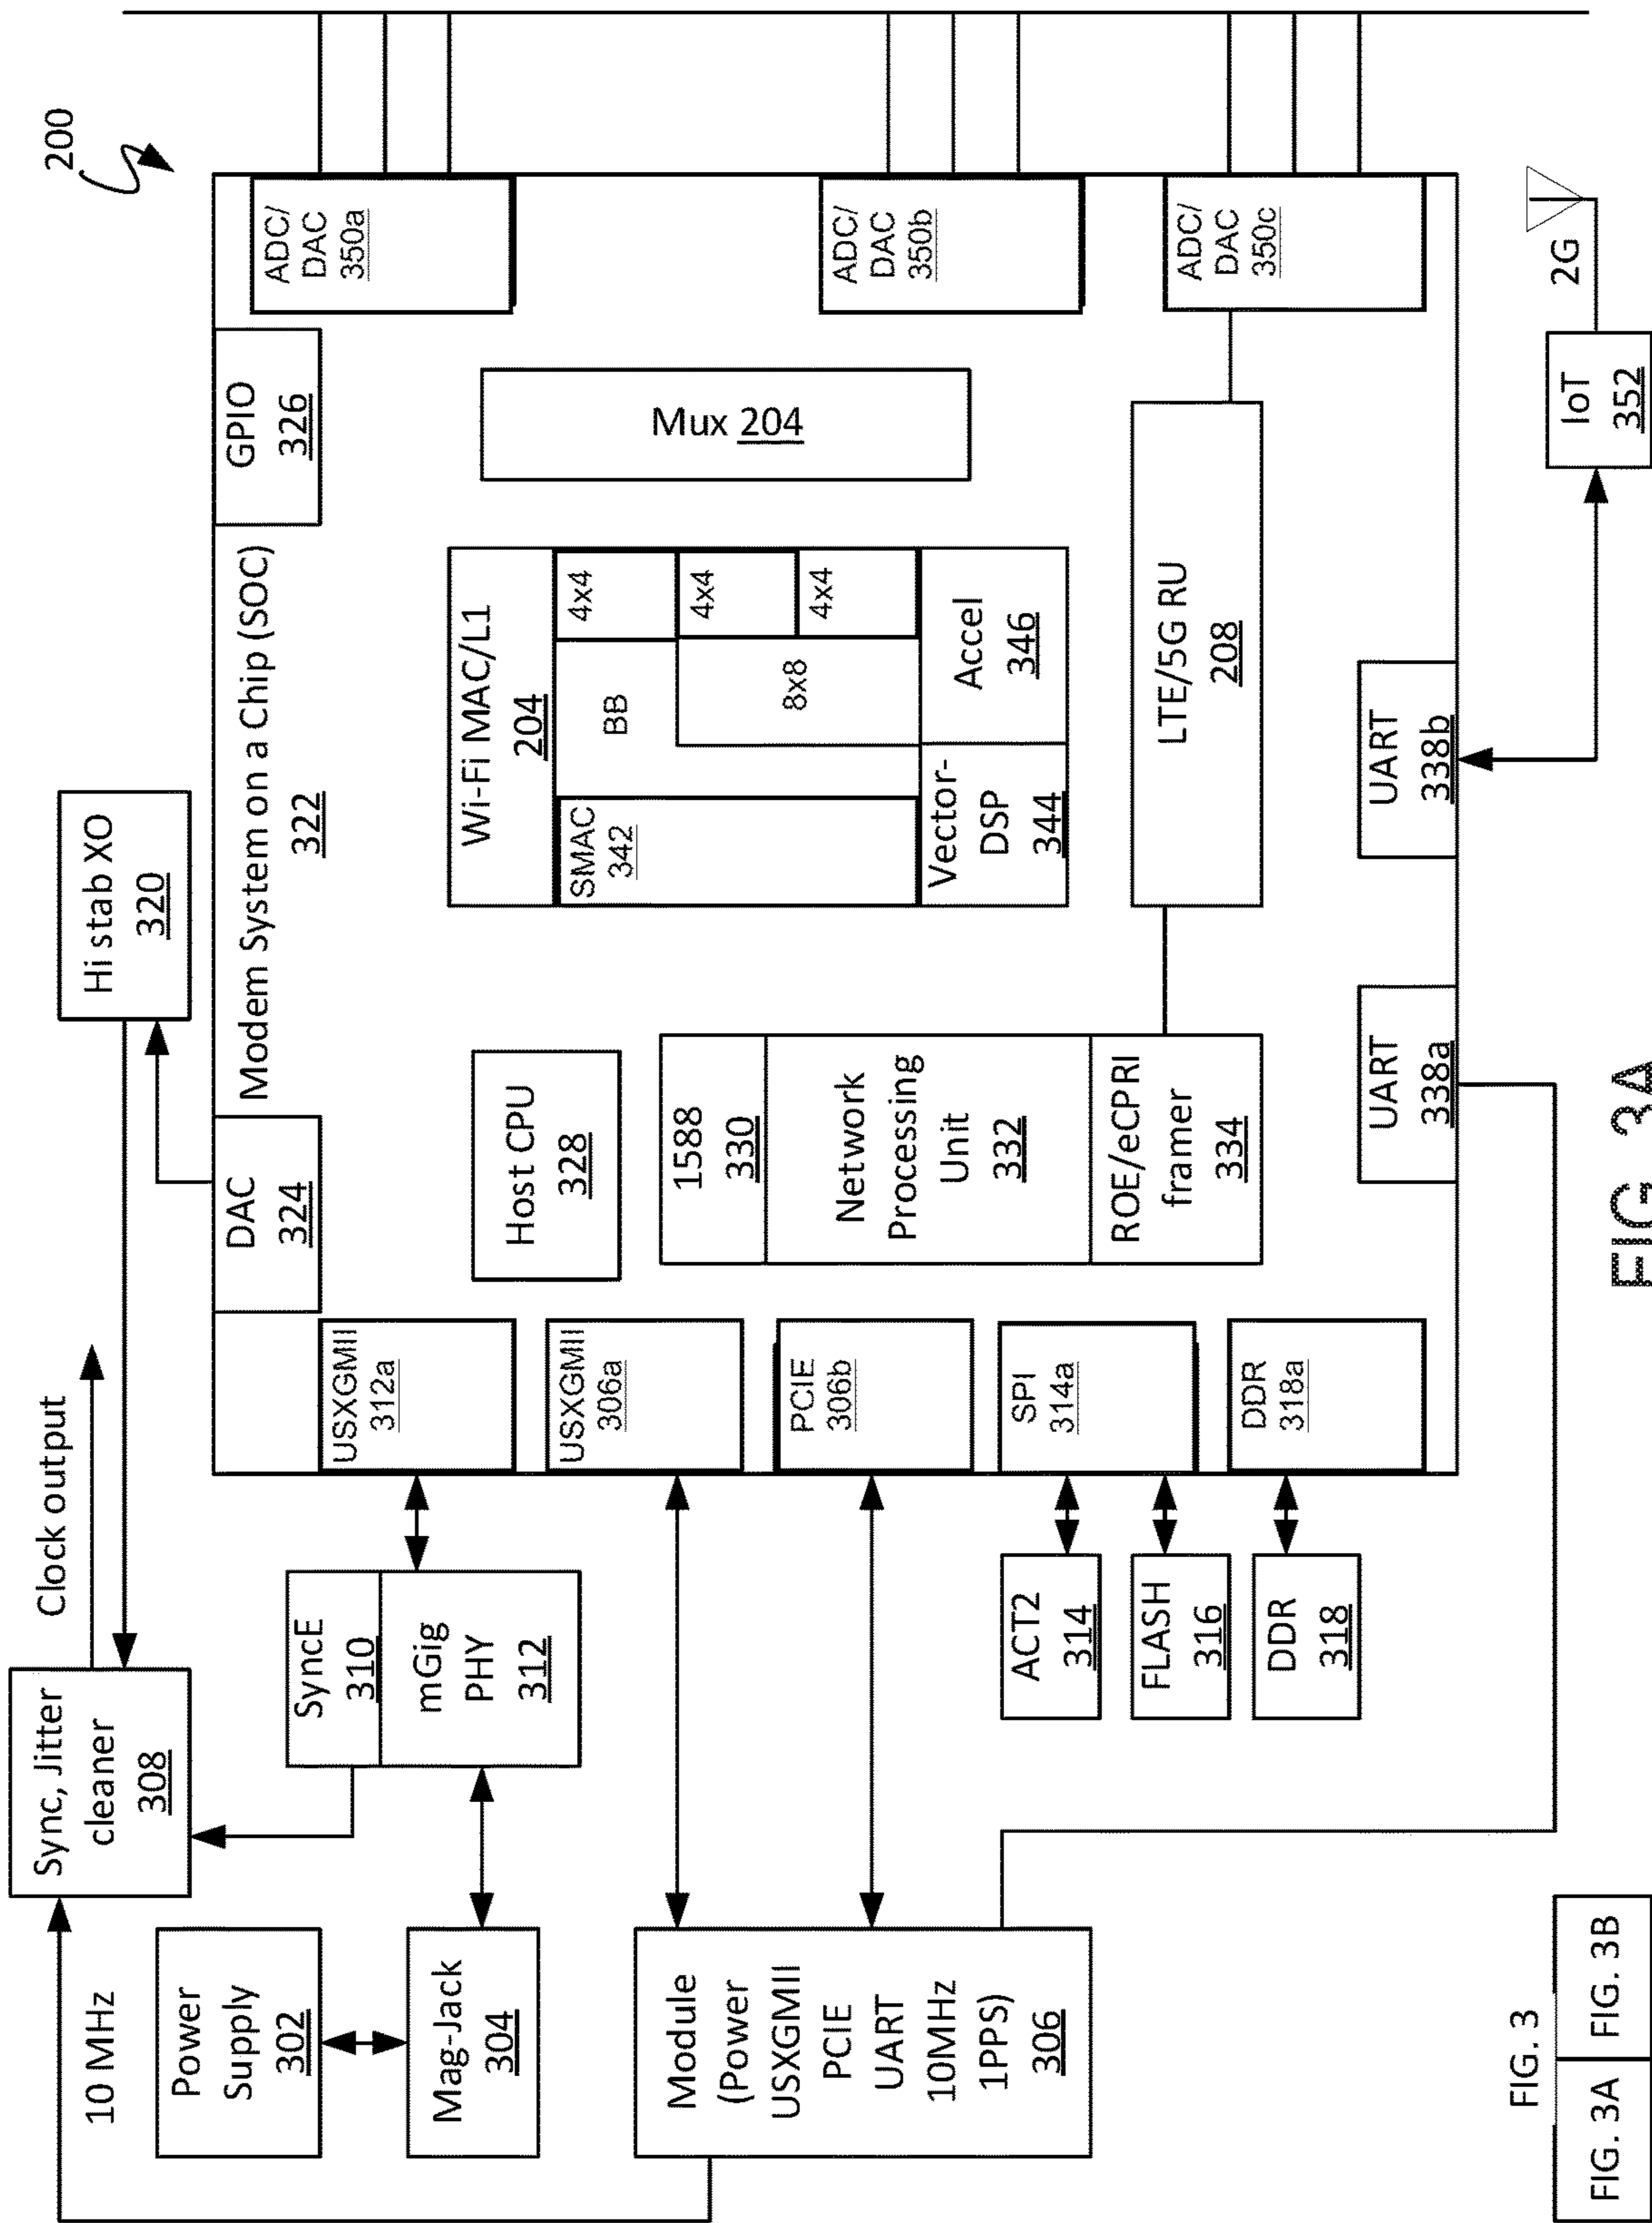 200
10 MHz
Power
Supply
302
Mag-Jack
304
Module
(Power
USXGMII
PCIE
UART
10MHz
1PPS)
306
Sync, Jitter
cleaner
308
Clock output
SyncE
310
mGig
PHY
312
ACT2
314
FLASH
316
DDR
318
Hi stab XO
320
Modem System on a Chip (SOC)
322
DAC
324
GPIO
326
USXGMII
312a
USXGMII
306a
PCIE
306b
SPI
314a
DDR
318a
Host CPU
328
1588
330
Network
Processing
Unit
332
ROE/eCPRI
framer
334
Wi-Fi MAC/L1
204
SMAC
342
BB
8x8
4x4
4x4
4x4
Vector-
DSP
344
Accel
346
Mux 204
LTE/5G RU
208
ADC/
DAC
350a
ADC/
DAC
350b
ADC/
DAC
350c
UART
338a
UART
338b
IoT
352
2G
FIG. 3
FIG. 3A
FIG. 3B
FIG. 3A